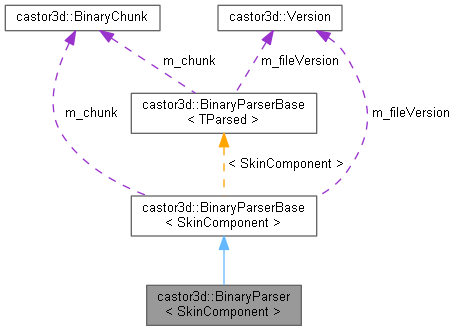 castor3d::BinaryChunk
castor3d::Version
m_chunk
m_fileVersion
m_chunk
castor3d::BinaryParserBase
< TParsed >
m_fileVersion
< SkinComponent >
castor3d::BinaryParserBase
< SkinComponent >
castor3d::BinaryParser
< SkinComponent >